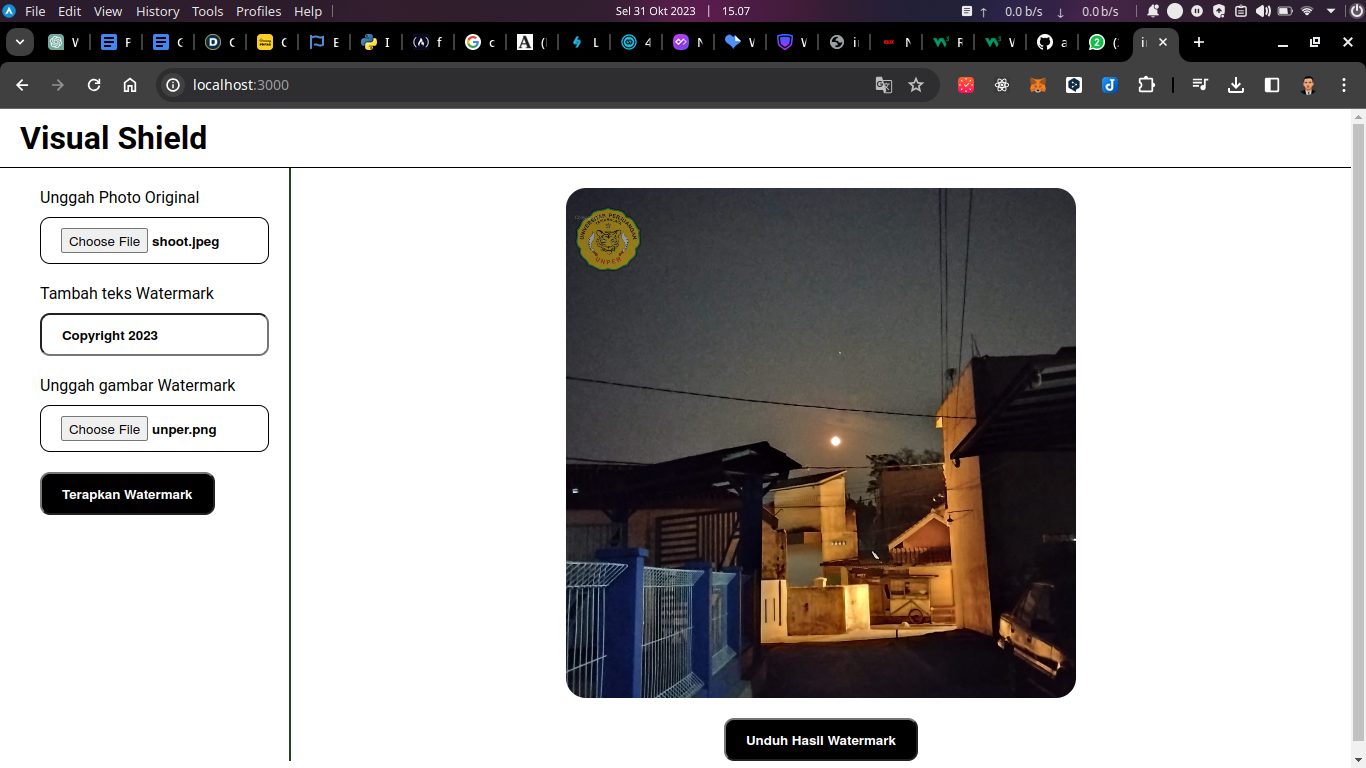 File Edit View History Tools Profiles Help
Sel 31 Okt 2023 | 15.07
↑ 0.0 b/s ↓ 0.0 b/s
localhost:3000
Visual Shield
Unggah Photo Original
Choose File shoot.jpeg
Tambah teks Watermark
Copyright 2023
Unggah gambar Watermark
Choose File unper.png
Terapkan Watermark
UNIVERSITAS PERJUANGAN
UNPER
Unduh Hasil Watermark